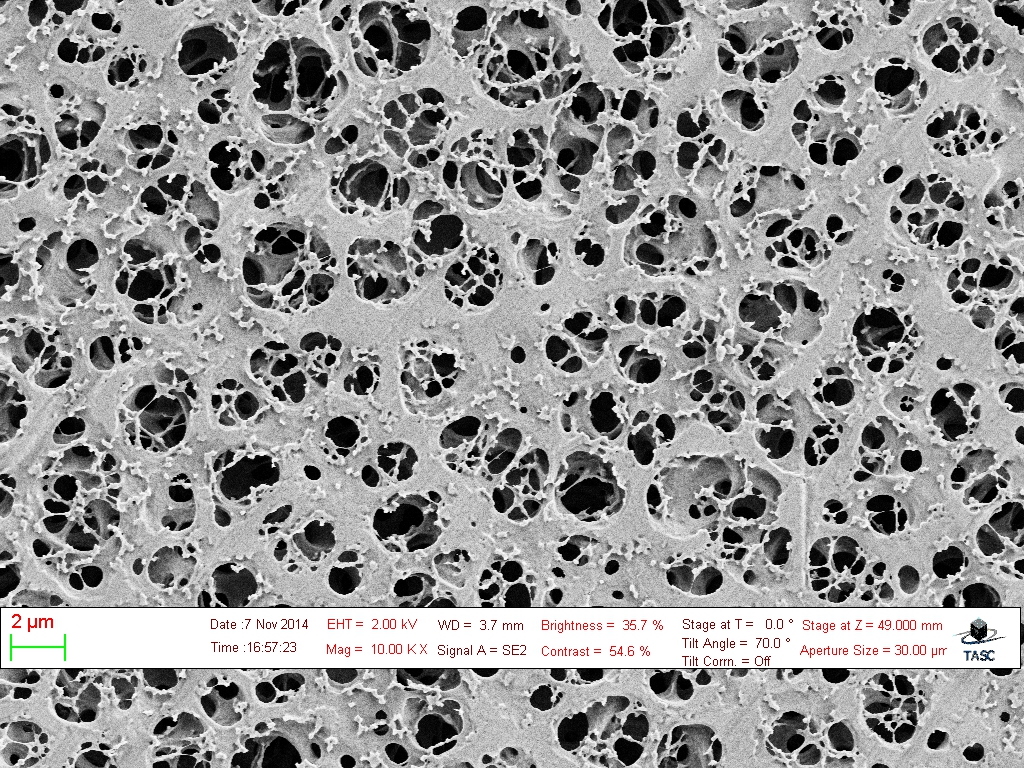 2 µm
Date :7 Nov 2014 EHT = 2.00 kV WD = 3.7 mm Brightness = 35.7 % Stage at T = 0.0 ° Stage at Z = 49.000 mm
Time :16:57:23 Mag = 10.00 K X Signal A = SE2 Contrast = 54.6 % Tilt Angle = 70.0 ° Aperture Size = 30.00 µm
Tilt Corrn. = Off
TASC